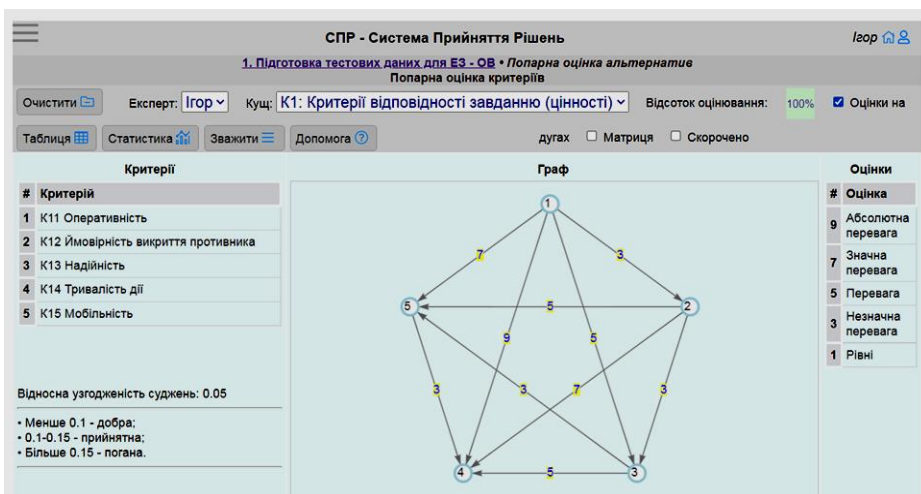 СПР - Система Прийняття Рішень
Ігор
1. Підготовка тестових даних для ЕЗ - ОВ • Попарна оцінка альтернатив
Попарна оцінка критеріїв
Очистити Експерт: Ігор Кущ: К1: Критерії відповідності завданню (цінності) Відсоток оцінювання: 100% Оцінки на
Таблиця Статистика Зважити Допомога ? дугах Матриця Скорочено
Критерії
# Критерій
1 К11 Оперативність
2 К12 Ймовірність викриття противника
3 К13 Надійність
4 К14 Тривалість дії
5 К15 Мобільність
Відносна узгодженість суджень: 0.05
• Менше 0.1 - добра;
• 0.1-0.15 - прийнятна;
• Більше 0.15 - погана.
Граф
1
7 3
5 5 2
9 5
3 3 7 3
4 5 3
Оцінки
# Оцінка
9 Абсолютна
перевага
7 Значна
перевага
5 Перевага
3 Незначна
перевага
1 Рівні